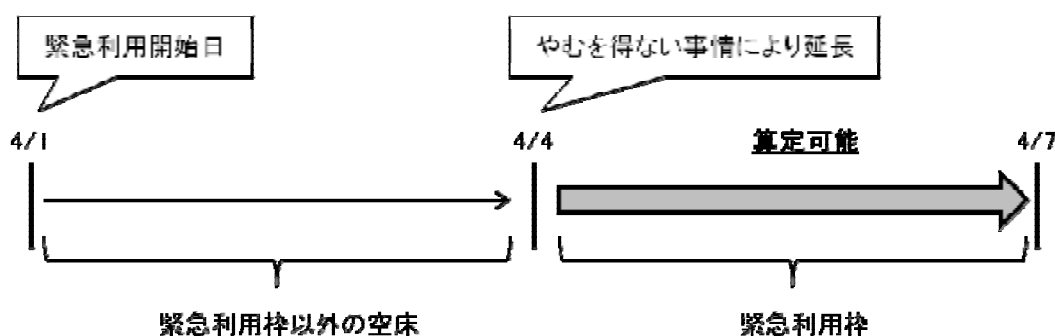 緊急利用開始日
やむを得ない事情により延長
4/1
4/4
算定可能
4/7
緊急利用枠以外の空床
緊急利用枠